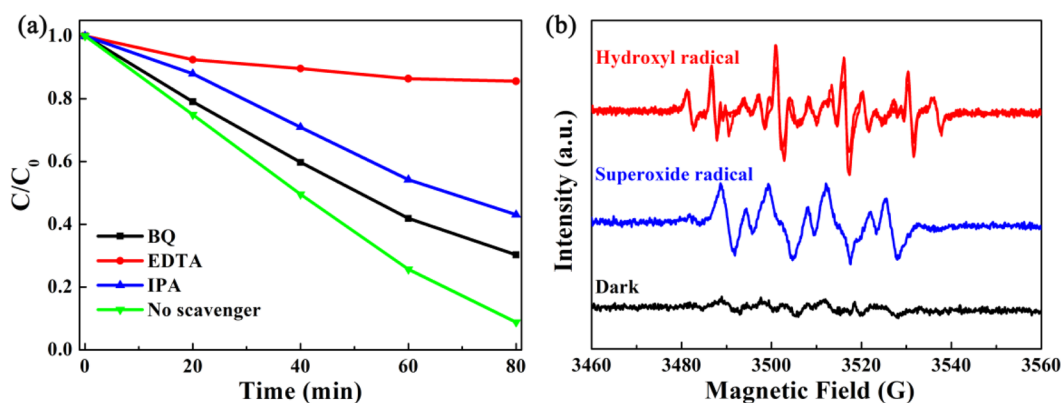 (a)
1.0
0.8
0.6
0.4
0.2
0.0
C/C0
BQ
EDTA
IPA
No scavenger
0
20
40
60
80
Time (min)
(b)
Hydroxyl radical
Superoxide radical
Dark
Intensity (a.u.)
3460
3480
3500
3520
3540
3560
Magnetic Field (G)